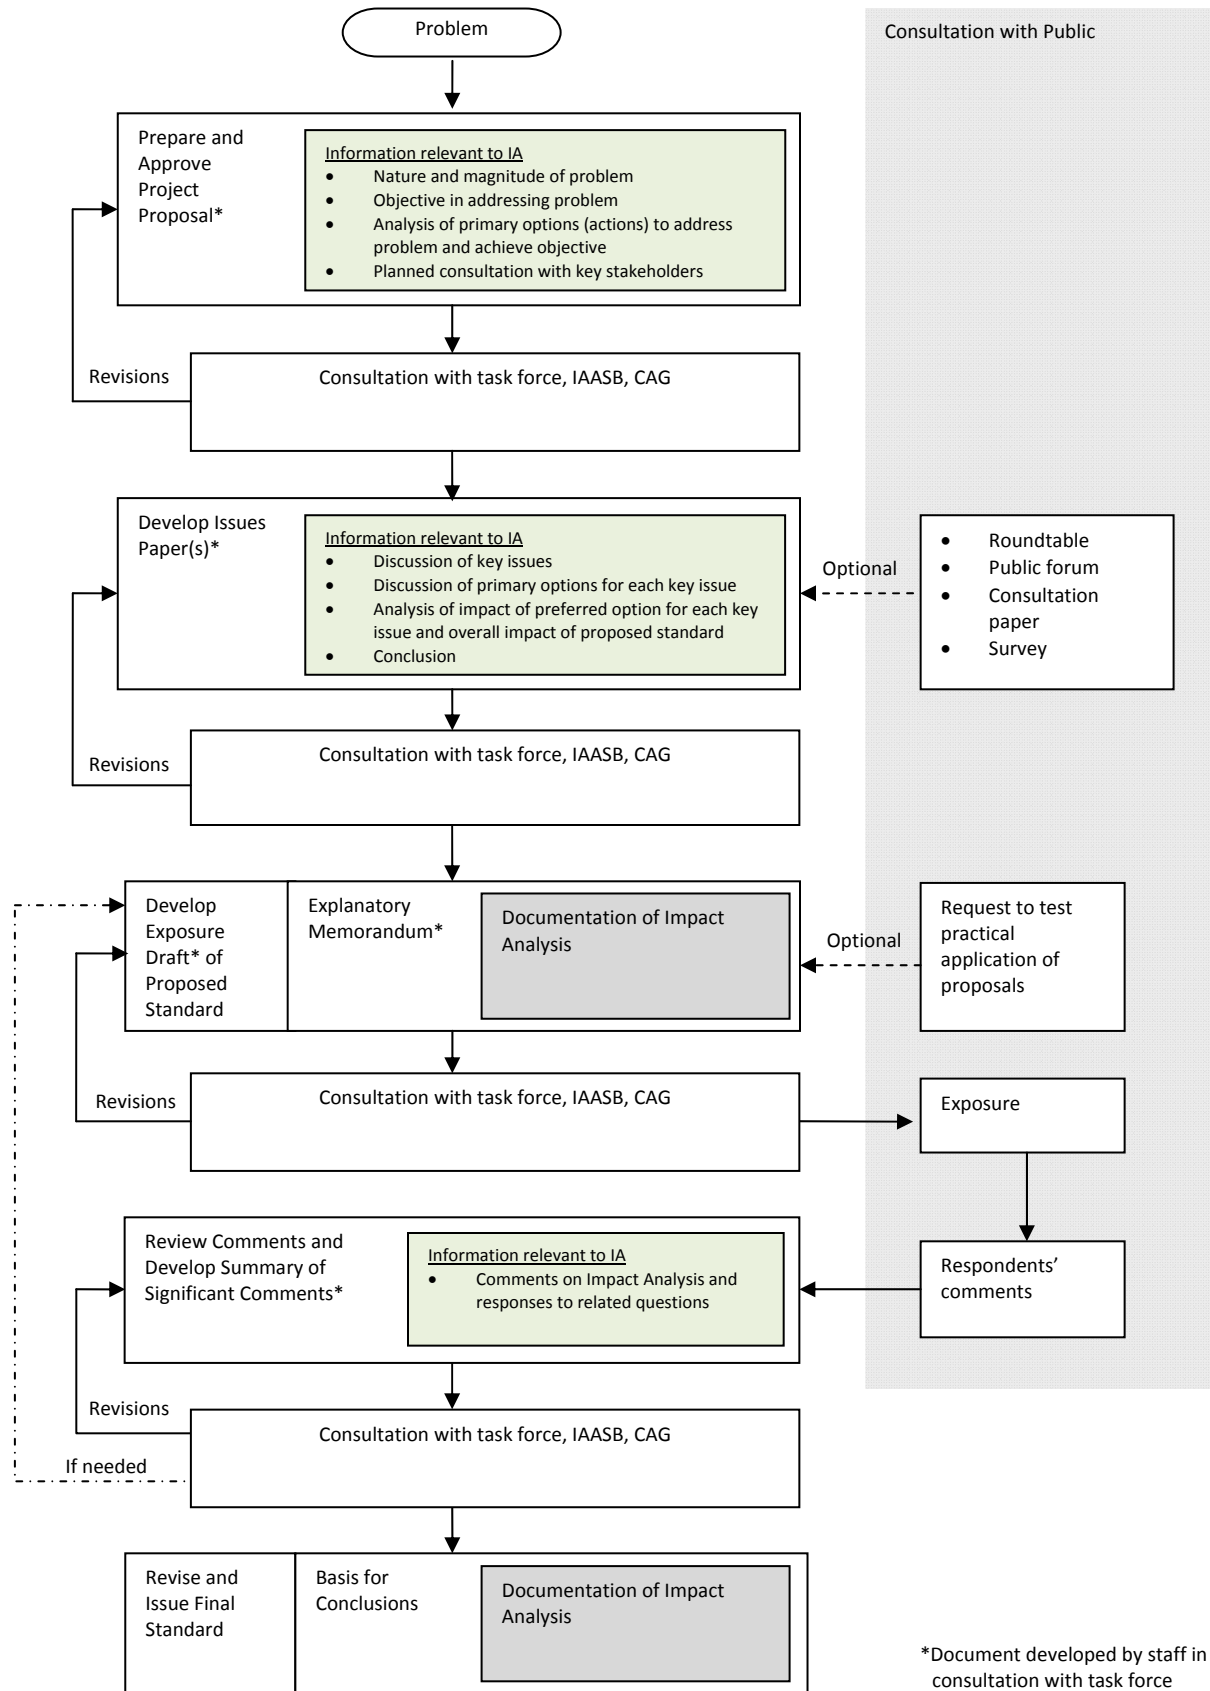 Problem
Consultation with Public
Prepare and
Approve
Project
Proposal*
Information relevant to IA
• Nature and magnitude of problem
• Objective in addressing problem
• Analysis of primary options (actions) to address
problem and achieve objective
• Planned consultation with key stakeholders
Revisions
Consultation with task force, IAASB, CAG
Develop Issues
Paper(s)*
Information relevant to IA
• Discussion of key issues
• Discussion of primary options for each key issue
• Analysis of impact of preferred option for each key
issue and overall impact of proposed standard
• Conclusion
Optional
• Roundtable
• Public forum
• Consultation
paper
• Survey
Revisions
Consultation with task force, IAASB, CAG
Develop
Exposure
Draft* of
Proposed
Standard
Explanatory
Memorandum*
Documentation of Impact
Analysis
Optional
Request to test
practical
application of
proposals
Revisions
Consultation with task force, IAASB, CAG
Exposure
Review Comments and
Develop Summary of
Significant Comments*
Information relevant to IA
• Comments on Impact Analysis and
responses to related questions
Respondents’
comments
Revisions
Consultation with task force, IAASB, CAG
If needed
Revise and
Issue Final
Standard
Basis for
Conclusions
Documentation of Impact
Analysis
*Document developed by staff in
consultation with task force